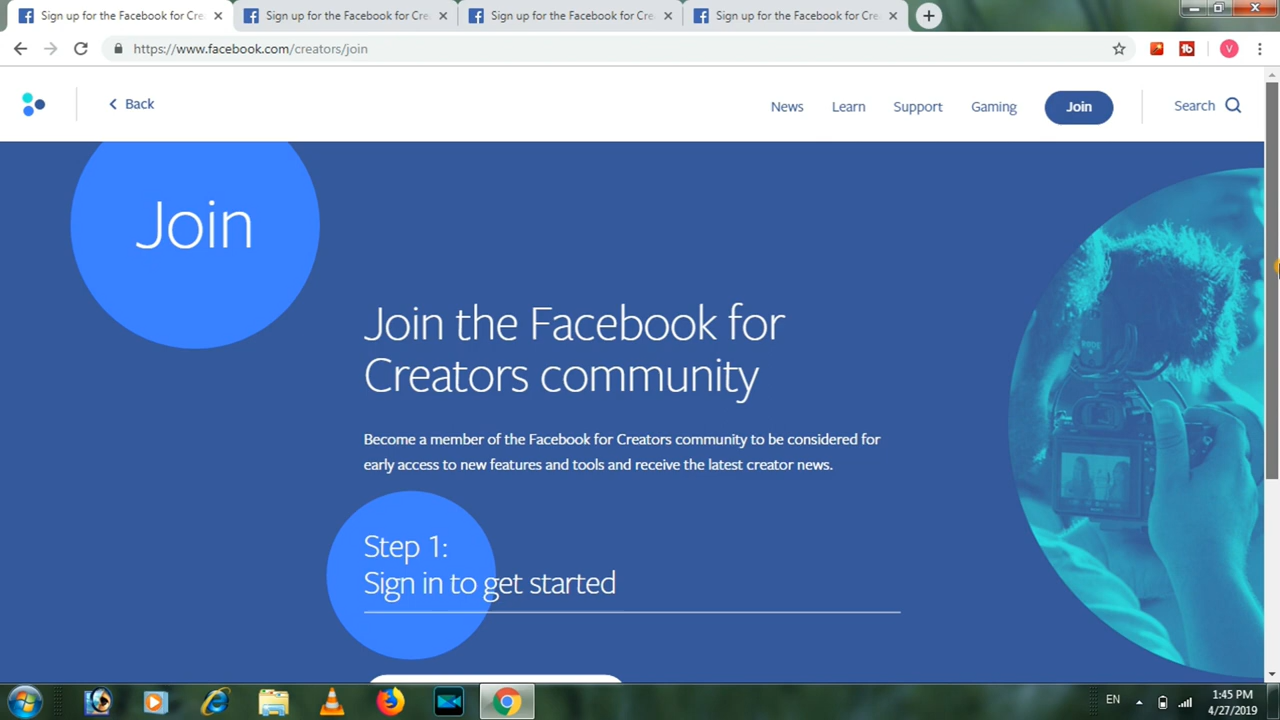 Sign up for the Facebook for Cre
Sign up for the Facebook for Cre
Sign up for the Facebook for Cre
Sign up for the Facebook for Cre
https://www.facebook.com/creators/join
V
Back
News
Learn
Support
Gaming
Join
Search
Join
Join the Facebook for
Creators community
Become a member of the Facebook for Creators community to be considered for
early access to new features and tools and receive the latest creator news.
Step 1:
Sign in to get started
EN
1:45 PM
4/27/2019